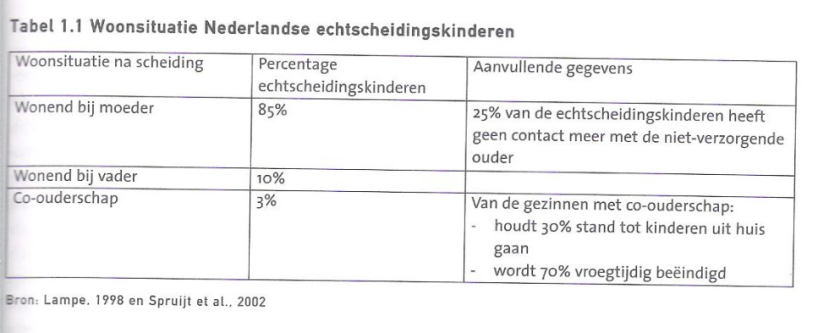 Tabel 1.1 Woonsituatie Nederlandse echtscheidingskinderen
Woonsituatie na scheiding
Percentage
echtscheidingskinderen
Aanvullende gegevens
Wonend bij moeder
85%
25% van de echtscheidingskinderen heeft
geen contact meer met de niet-verzorgende
ouder
Wonend bij vader
10%
Co-ouderschap
3%
Van de gezinnen met co-ouderschap:
- houdt 30% stand tot kinderen uit huis
gaan
- wordt 70% vroegtijdig beëindigd
Bron: Lampe, 1998 en Spruijt et al., 2002